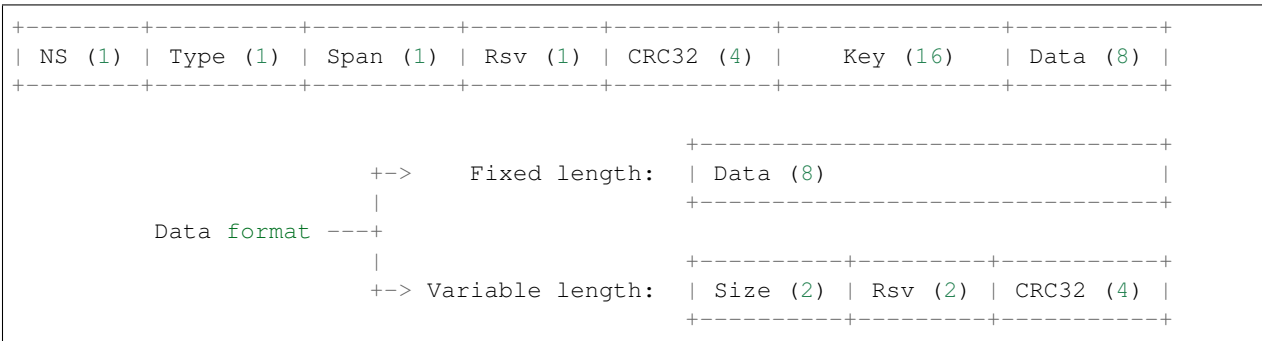 +--------+----------+----------+---------+-----------+---------------+----------+
| NS (1) | Type (1) | Span (1) | Rsv (1) | CRC32 (4) |    Key (16)   | Data (8) |
+--------+----------+----------+---------+-----------+---------------+----------+
                                               +--------------------------------+
                         +->    Fixed length:  | Data (8)                       |
                         |                     +--------------------------------+
          Data format ---+
                         |                     +----------+---------+-----------+
                         +-> Variable length:  | Size (2) | Rsv (2) | CRC32 (4) |
                                               +----------+---------+-----------+